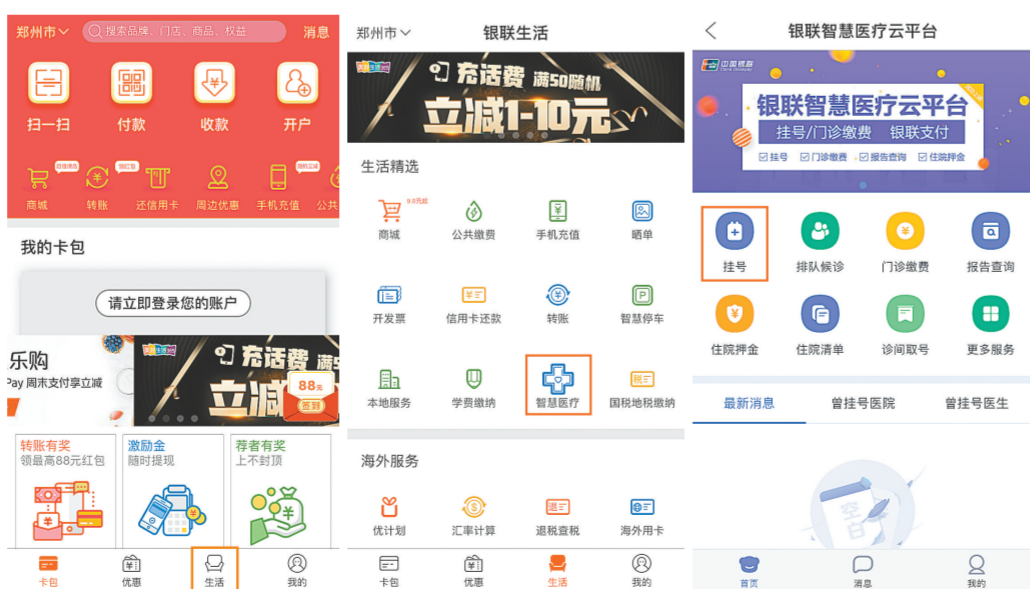 郑州市
搜索品牌、门店、商品、权益
消息
扫一扫
付款
收款
开户
商城
转账
还信用卡
周边优惠
手机充值
公共
我的卡包
请立即登录您的账户
乐购
Pay 周末支付享立减
充话费 满5
立减
88元
签到
转账有奖
领最高88元红包
激励金
随时提现
荐者有奖
上不封顶
卡包
优惠
生活
我的
郑州市
银联生活
充话费 满50随机
立减1-10元
生活精选
商城
公共缴费
手机充值
晒单
开发票
信用卡还款
转账
智慧停车
本地服务
学费缴纳
智慧医疗
国税地税缴纳
海外服务
优计划
汇率计算
退税查税
海外用卡
卡包
优惠
生活
我的
银联智慧医疗云平台
中国银联
银联智慧医疗云平台
挂号/门诊缴费 银联支付
挂号 门诊缴费 报告查询 住院押金
挂号
排队候诊
门诊缴费
报告查询
住院押金
住院清单
诊间取号
更多服务
最新消息
曾挂号医院
曾挂号医生
空白
首页
消息
我的